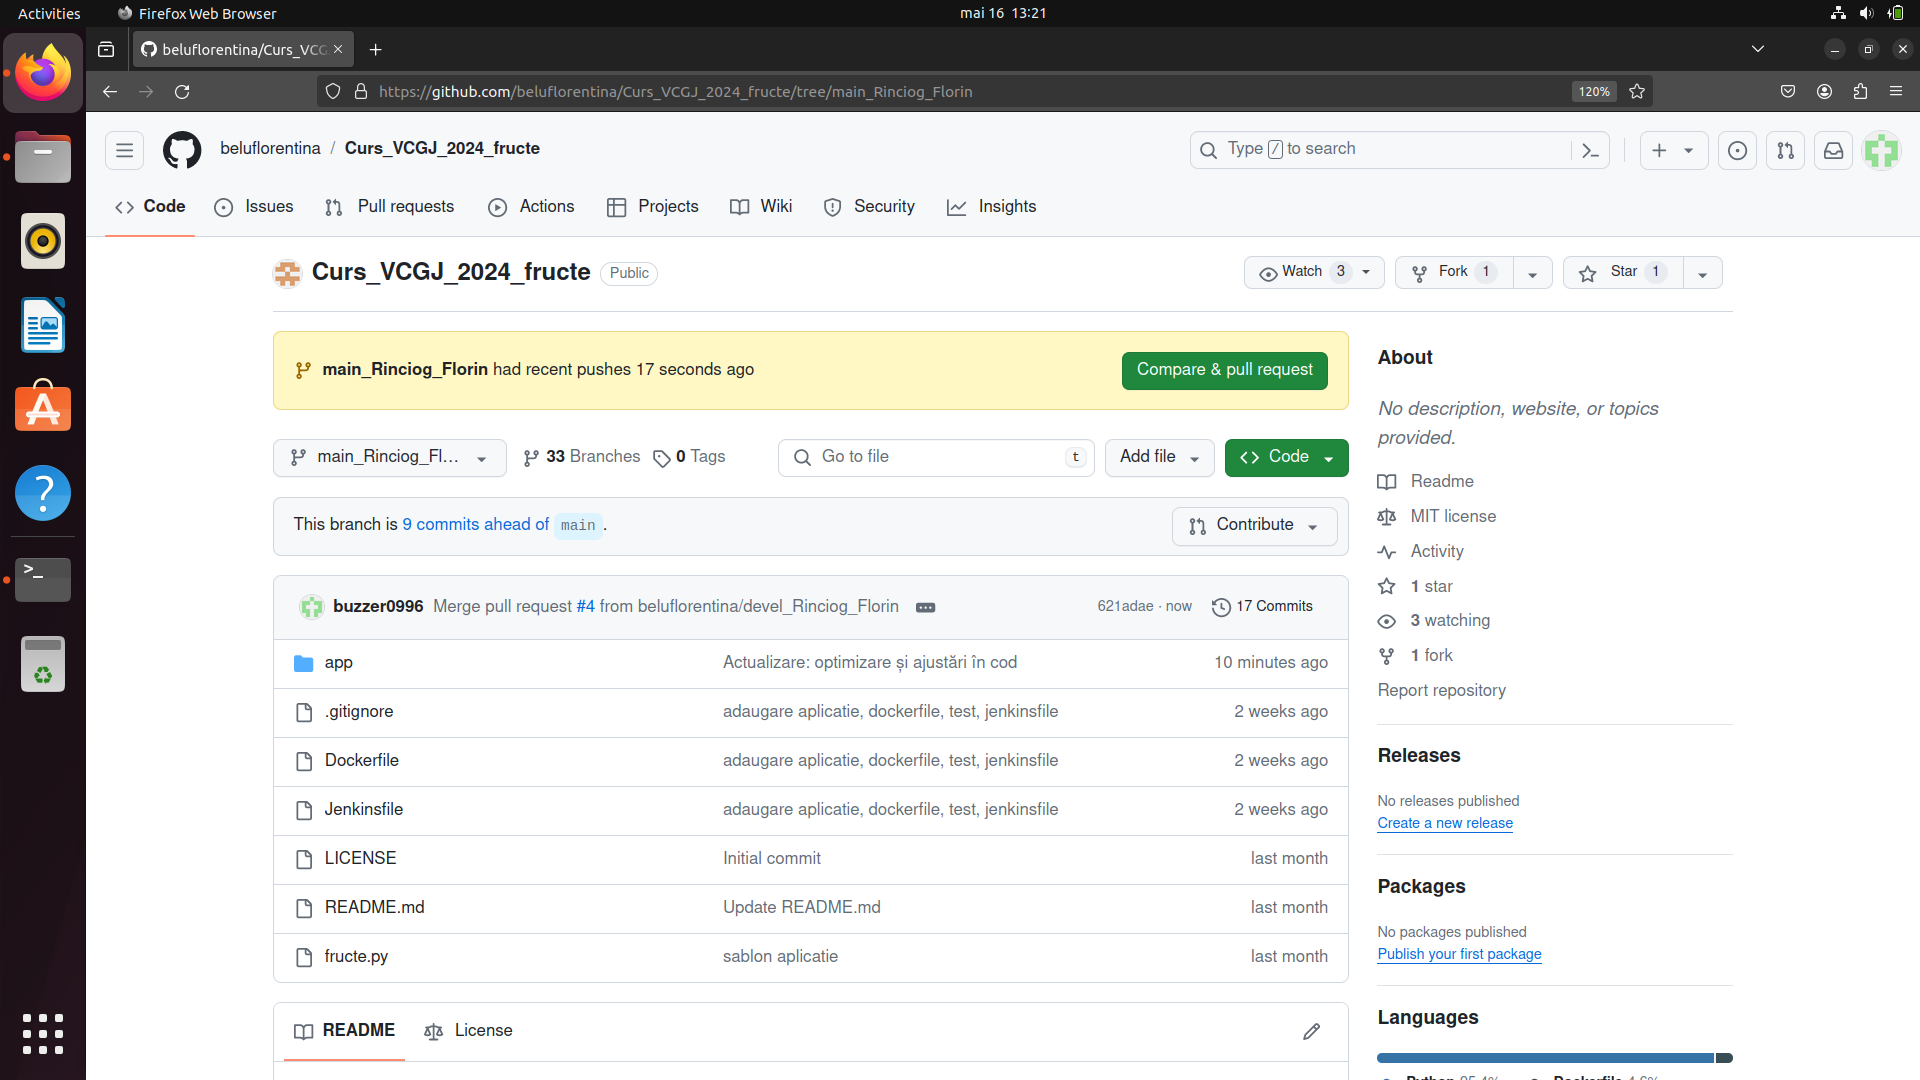 Activities
Firefox Web Browser
mai 16 13:21
beluflorentina/Curs_VCG
https://github.com/beluflorentina/Curs_VCGJ_2024_fructe/tree/main_Rinciog_Florin
120%
beluflorentina / Curs_VCGJ_2024_fructe
Type / to search
Code
Issues
Pull requests
Actions
Projects
Wiki
Security
Insights
Curs_VCGJ_2024_fructe Public
Watch 3
Fork 1
Star 1
main_Rinciog_Florin had recent pushes 17 seconds ago
Compare & pull request
main_Rinciog_Fl...
33 Branches
0 Tags
Go to file t
Add file
Code
This branch is 9 commits ahead of main .
Contribute
buzzer0996 Merge pull request #4 from beluflorentina/devel_Rinciog_Florin
621adae · now
17 Commits
app Actualizare: optimizare și ajustări în cod 10 minutes ago
.gitignore adaugare aplicatie, dockerfile, test, jenkinsfile 2 weeks ago
Dockerfile adaugare aplicatie, dockerfile, test, jenkinsfile 2 weeks ago
Jenkinsfile adaugare aplicatie, dockerfile, test, jenkinsfile 2 weeks ago
LICENSE Initial commit last month
README.md Update README.md last month
fructe.py sablon aplicatie last month
README
License
About
No description, website, or topics
provided.
Readme
MIT license
Activity
1 star
3 watching
1 fork
Report repository
Releases
No releases published
Create a new release
Packages
No packages published
Publish your first package
Languages
Python 95.4%
Dockerfile 4.6%